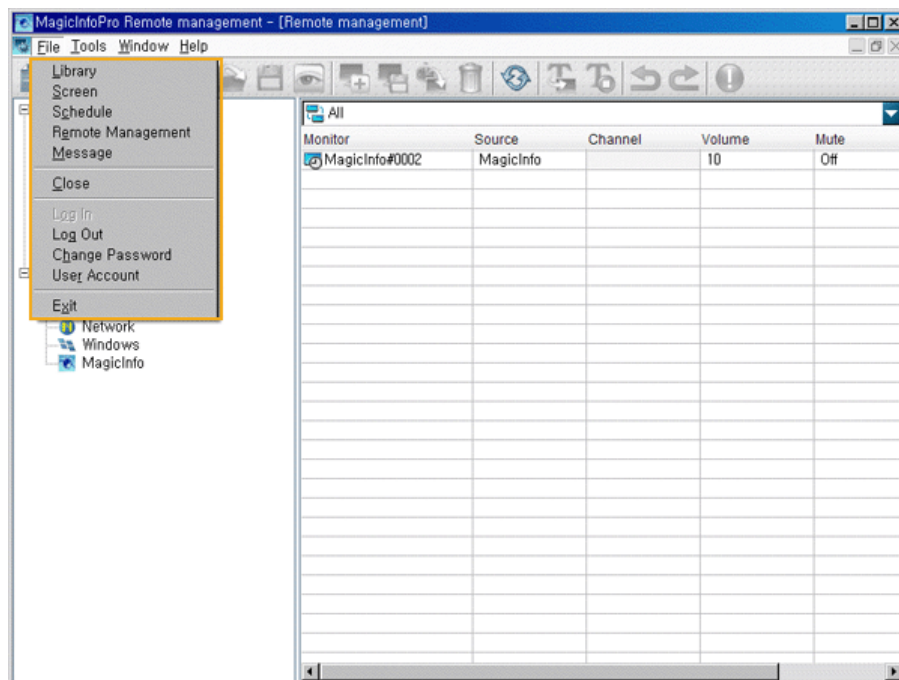 MagicInfoPro Remote management - [Remote management]
File Tools Window Help
Library
Screen
Schedule
Remote Management
Message
Close
Log In
Log Out
Change Password
User Account
Exit
Network
Windows
MagicInfo
All
Monitor Source Channel Volume Mute
MagicInfo#0002 MagicInfo 10 Off